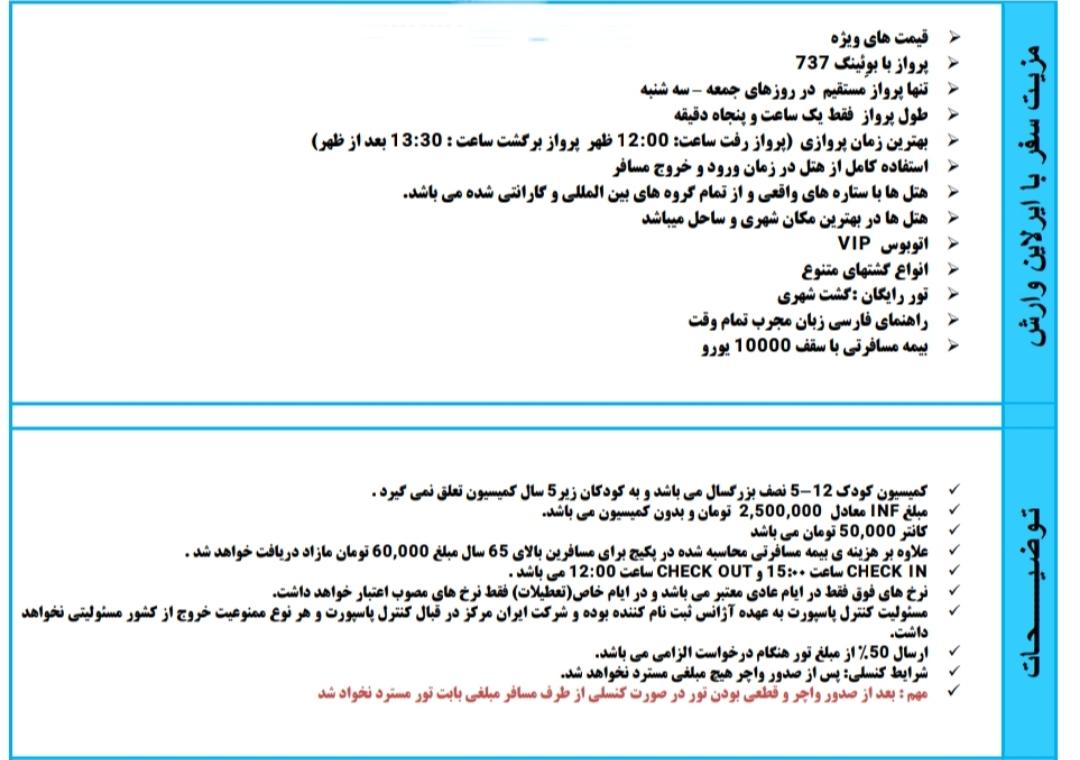 مزیت سفر با ایرلاین وارش
قیمت های ویژه
پرواز با بوئینگ 737
تنها پرواز مستقیم در روزهای جمعه – سه شنبه
طول پرواز فقط یک ساعت و پنجاه دقیقه
بهترین زمان پروازی (پرواز رفت ساعت: 12:00 ظهر پرواز برگشت ساعت : 13:30 بعد از ظهر)
استفاده کامل از هتل در زمان ورود و خروج مسافر
هتل ها با ستاره های واقعی و از تمام گروه های بین المللی و گارانتی شده می باشد.
هتل ها در بهترین مکان شهری و ساحل میباشد
اتوبوس VIP
انواع گشتهای متنوع
تور رایگان :گشت شهری
راهنمای فارسی زبان مجرب تمام وقت
بیمه مسافرتی با سقف 10000 یورو
توضیـــــحات
کمیسیون کودک 12–5 نصف بزرگسال می باشد و به کودکان زیر5 سال کمیسیون تعلق نمی گیرد .
مبلغ INF معادل 2,500,000 تومان و بدون کمیسیون می باشد.
کانتر 50,000 تومان می باشد
علاوه بر هزینه ی بیمه مسافرتی محاسبه شده در پکیج برای مسافرین بالای 65 سال مبلغ 60,000 تومان مازاد دریافت خواهد شد .
CHECK IN ساعت ۱۵:۰۰ و CHECK OUT ساعت 12:00 می باشد .
نرخ های فوق فقط در ایام عادی معتبر می باشد و در ایام خاص(تعطیلات) فقط نرخ های مصوب اعتبار خواهد داشت.
مسئولیت کنترل پاسپورت به عهده آژانس ثبت نام کننده بوده و شرکت ایران مرکز در قبال کنترل پاسپورت و هر نوع ممنوعیت خروج از کشور مسئولیتی نخواهد
داشت.
ارسال 50٪ از مبلغ تور هنگام درخواست الزامی می باشد.
شرایط کنسلی: پس از صدور واچر هیچ مبلغی مسترد نخواهد شد.
مهم : بعد از صدور واچر و قطعی بودن تور در صورت کنسلی از طرف مسافر مبلغی بابت تور مسترد نخواد شد